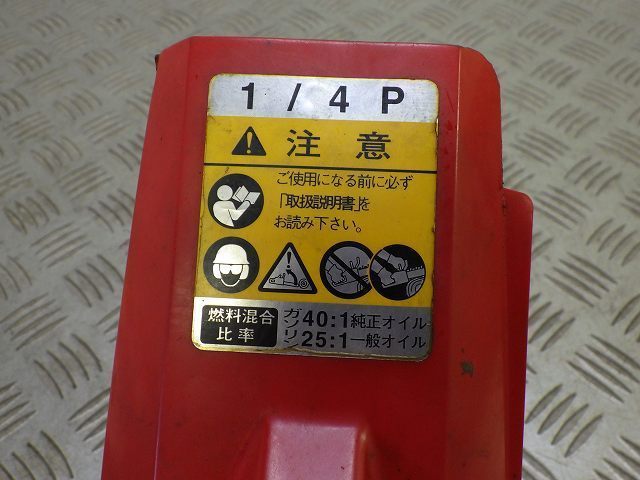 1/4P
注意
ご使用になる前に必ず
「取扱説明書」を
お読み下さい。
燃料混合比率
ガソリン
40:1純正オイル
25:1一般オイル